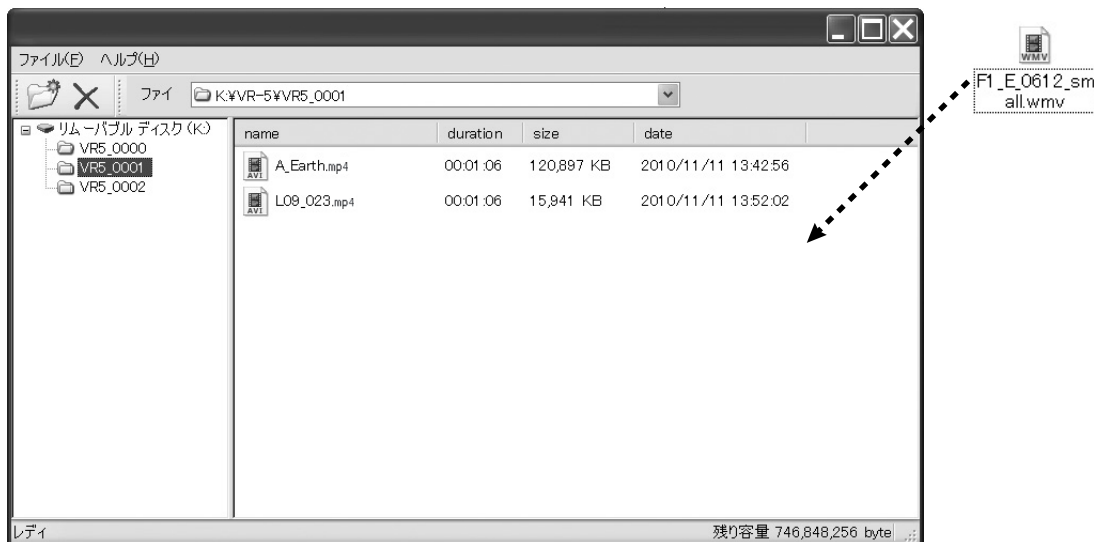 ファイル(F) ヘルプ(H)
ファイ K:¥VR-5¥VR5_0001
リムーバブル ディスク (K:)
VR5_0000
VR5_0001
VR5_0002
name duration size date
AVI A_Earth.mp4 00:01:06 120,897 KB 2010/11/11 13:42:56
AVI L09_023.mp4 00:01:06 15,941 KB 2010/11/11 13:52:02
レディ 残り容量 746,848,256 byte
WMV
F1_E_0612_sm
all.wmv